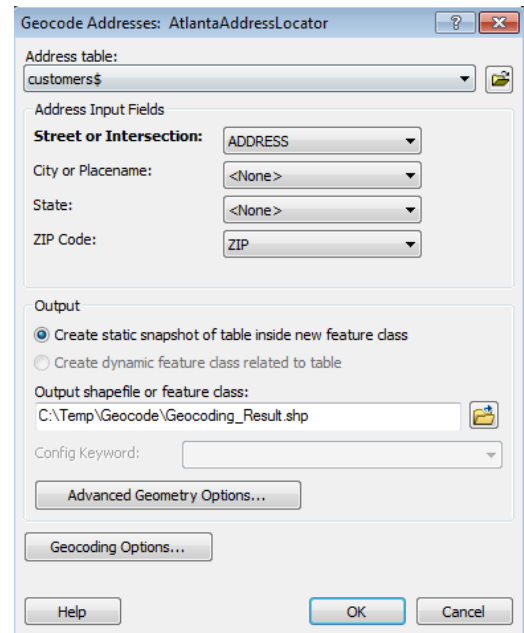 Geocode Addresses: AtlantaAddressLocator
Address table:
customers$
Address Input Fields
Street or Intersection: ADDRESS
City or Placename: <None>
State: <None>
ZIP Code: ZIP
Output
Create static snapshot of table inside new feature class
Create dynamic feature class related to table
Output shapefile or feature class:
C:\Temp\Geocode\Geocoding_Result.shp
Config Keyword:
Advanced Geometry Options...
Geocoding Options...
Help OK Cancel